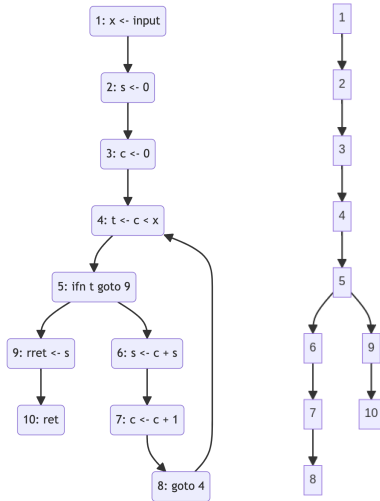 1: x <- input
2: s <- 0
3: c <- 0
4: t <- c < x
5: ifn t goto 9
9: rret <- s
6: s <- c + s
10: ret
7: c <- c + 1
8: goto 4
1
2
3
4
5
6
9
7
10
8